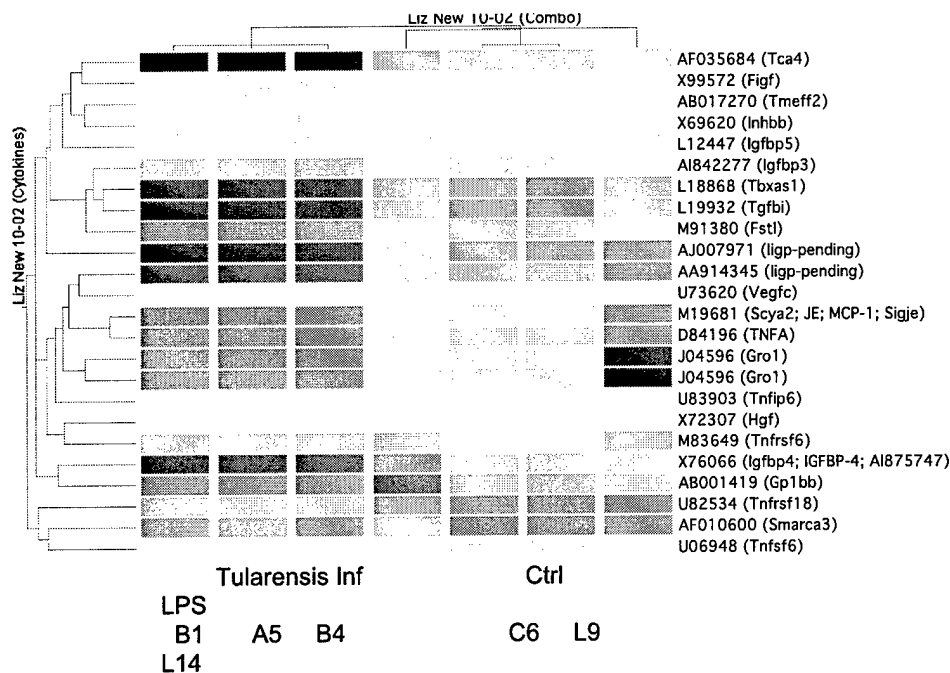 Liz New 10-02 (Combo)
Liz New 10-02 (Cytokines)
AF035684 (Tca4)
X99572 (Figf)
AB017270 (Tmeff2)
X69620 (Inhbb)
L12447 (Igfbp5)
AI842277 (Igfbp3)
L18868 (Tbxas1)
L19932 (Tgfbi)
M91380 (Fstl)
AJ007971 (Iigp-pending)
AA914345 (Iigp-pending)
U73620 (Vegfc)
M19681 (Scya2; JE; MCP-1; Sigje)
D84196 (TNFA)
J04596 (Gro1)
J04596 (Gro1)
U83903 (Tnfip6)
X72307 (Hgf)
M83649 (Tnfrsf6)
X76066 (Igfbp4; IGFBP-4; AI875747)
AB001419 (Gp1bb)
U82534 (Tnfrsf18)
AF010600 (Smarca3)
U06948 (Tnfsf6)
Tularensis Inf Ctrl
LPS
B1 A5 B4 C6 L9
L14